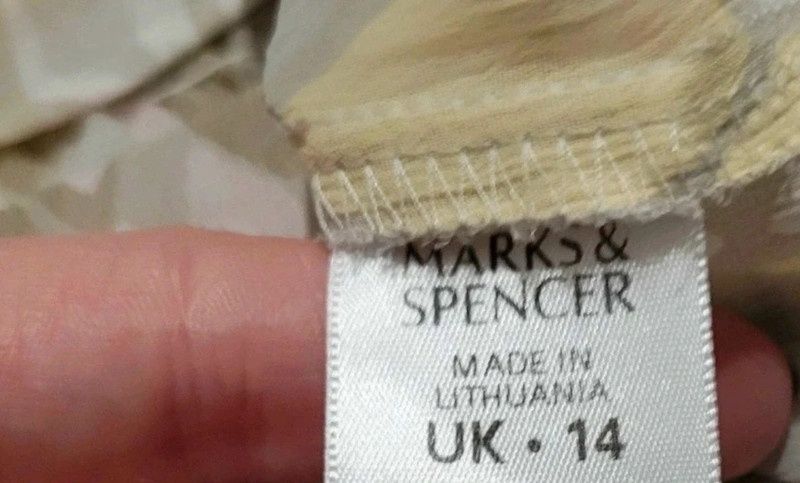 MARKS &
SPENCER
MADE IN
LITHUANIA
UK • 14